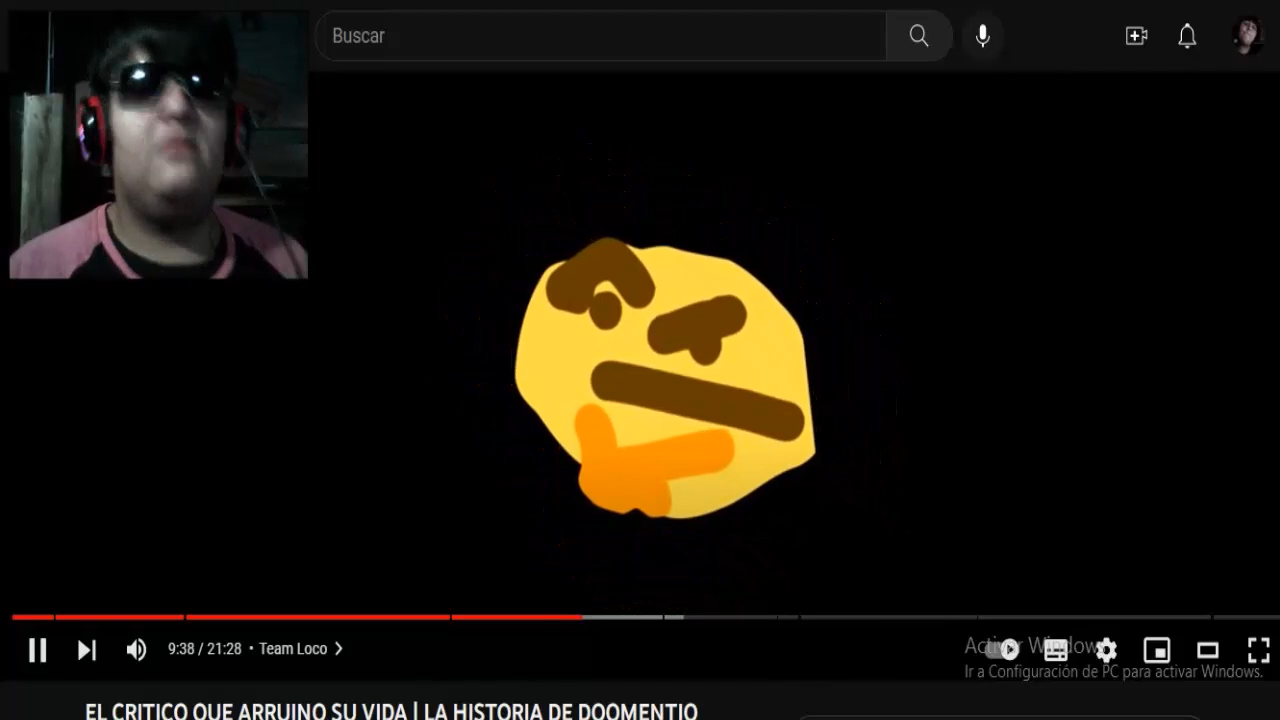 Buscar
9:38 / 21:28 • Team Loco
Activar Windows
Ir a Configuración de PC para activar Windows.
EL CRITICO QUE ARRUINO SU VIDA | LA HISTORIA DE DOOMENTIO